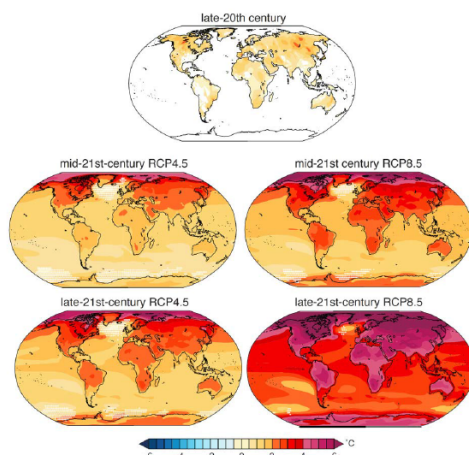 late-20th century
mid-21st-century RCP4.5
mid-21st century RCP8.5
late-21st-century RCP4.5
late-21st-century RCP8.5
°C